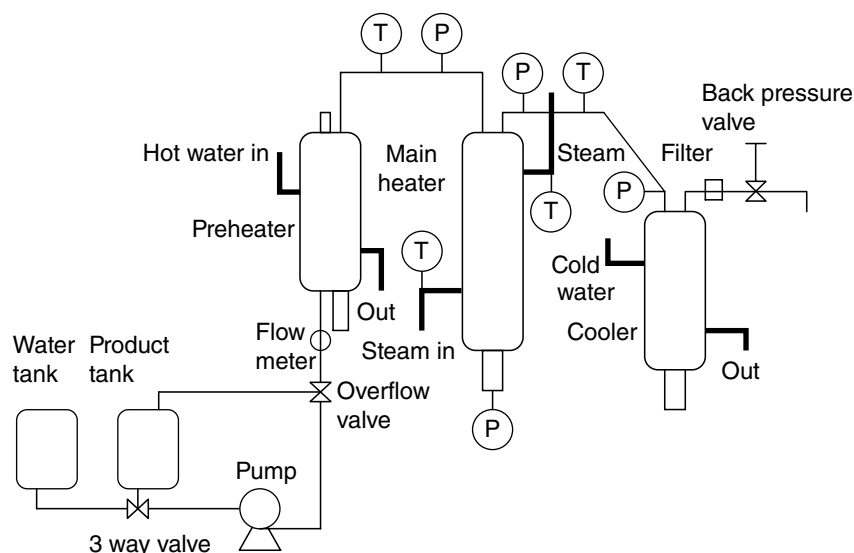 T
P
P
T
Back pressure
valve
Hot water in
Main
heater
Steam
Filter
P
T
Preheater
T
Cold
water
Out
Cooler
Flow
meter
Steam in
Out
Water
tank
Product
tank
Overflow
valve
P
Pump
3 way valve